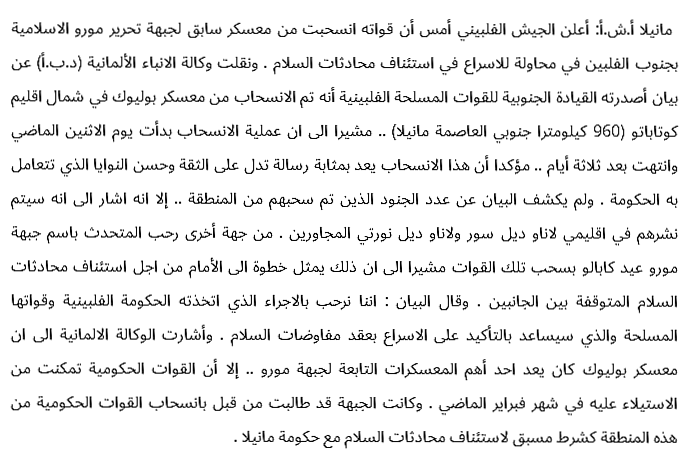 مانيلا أ.ش.أ: أعلن الجيش الفلبيني أمس أن قواته انسحبت من معسكر سابق لجبهة تحرير مورو الاسلامية
بجنوب الفلبين في محاولة للاسراع في استئناف محادثات السلام . ونقلت وكالة الانباء الألمانية (د.ب.أ) عن
بيان أصدرته القيادة الجنوبية للقوات المسلحة الفلبينية أنه تم الانسحاب من معسكر بوليوك في شمال اقليم
كوتاباتو (960 كيلومترا جنوبي العاصمة مانيلا) .. مشيرا الى ان عملية الانسحاب بدأت يوم الاثنين الماضي
وانتهت بعد ثلاثة أيام .. مؤكدا أن هذا الانسحاب يعد بمثابة رسالة تدل على الثقة وحسن النوايا الذي تتعامل
به الحكومة . ولم يكشف البيان عن عدد الجنود الذين تم سحبهم من المنطقة .. إلا انه اشار الى انه سيتم
نشرهم في اقليمي لاناو ديل سور ولاناو ديل نورتي المجاورين . من جهة أخرى رحب المتحدث باسم جبهة
مورو عيد كابالو بسحب تلك القوات مشيرا الى ان ذلك يمثل خطوة الى الأمام من اجل استئناف محادثات
السلام المتوقفة بين الجانبين . وقال البيان : اننا نرحب بالاجراء الذي اتخذته الحكومة الفلبينية وقواتها
المسلحة والذي سيساعد بالتأكيد على الاسراع بعقد مفاوضات السلام . وأشارت الوكالة الالمانية الى ان
معسكر بوليوك كان يعد احد أهم المعسكرات التابعة لجبهة مورو .. إلا أن القوات الحكومية تمكنت من
الاستيلاء عليه في شهر فبراير الماضي . وكانت الجبهة قد طالبت من قبل بانسحاب القوات الحكومية من
هذه المنطقة كشرط مسبق لاستئناف محادثات السلام مع حكومة مانيلا .